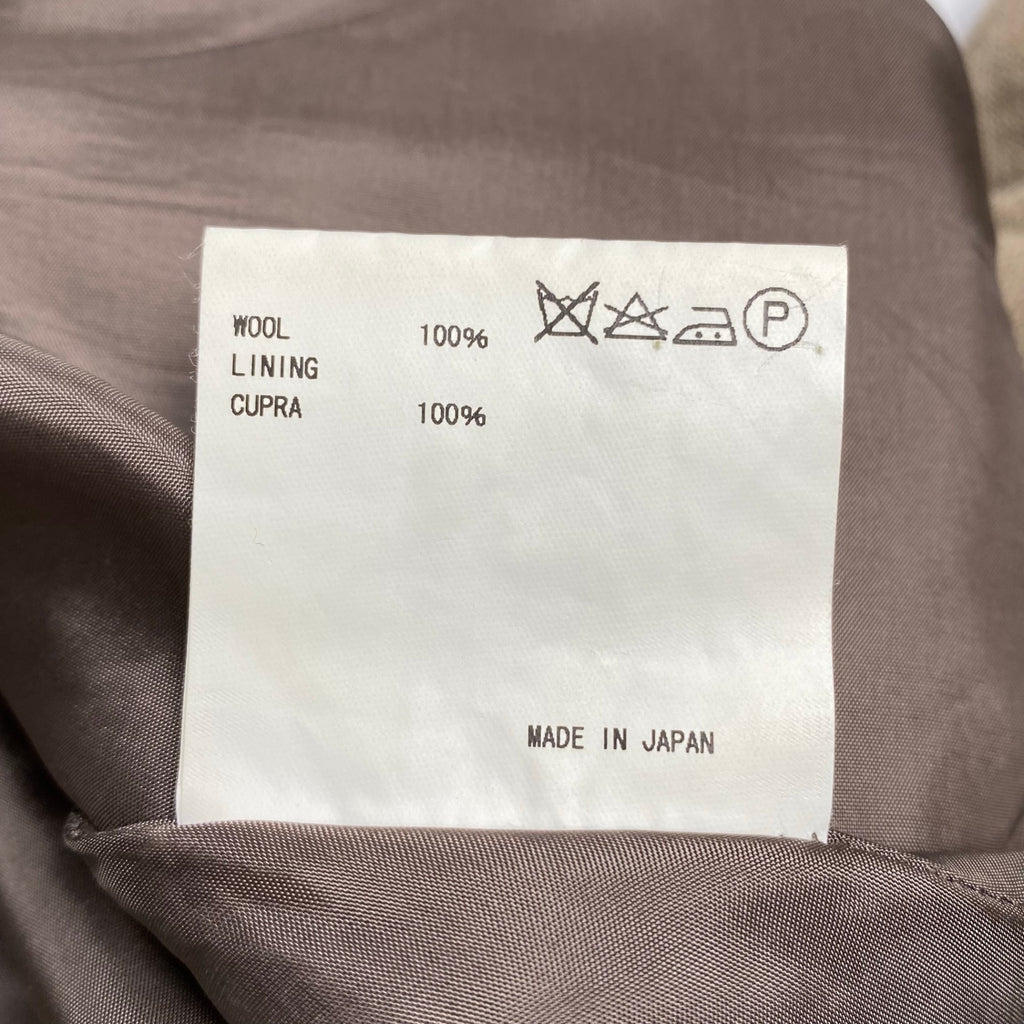 WOOL 100%
LINING
CUPRA 100%
P
MADE IN JAPAN